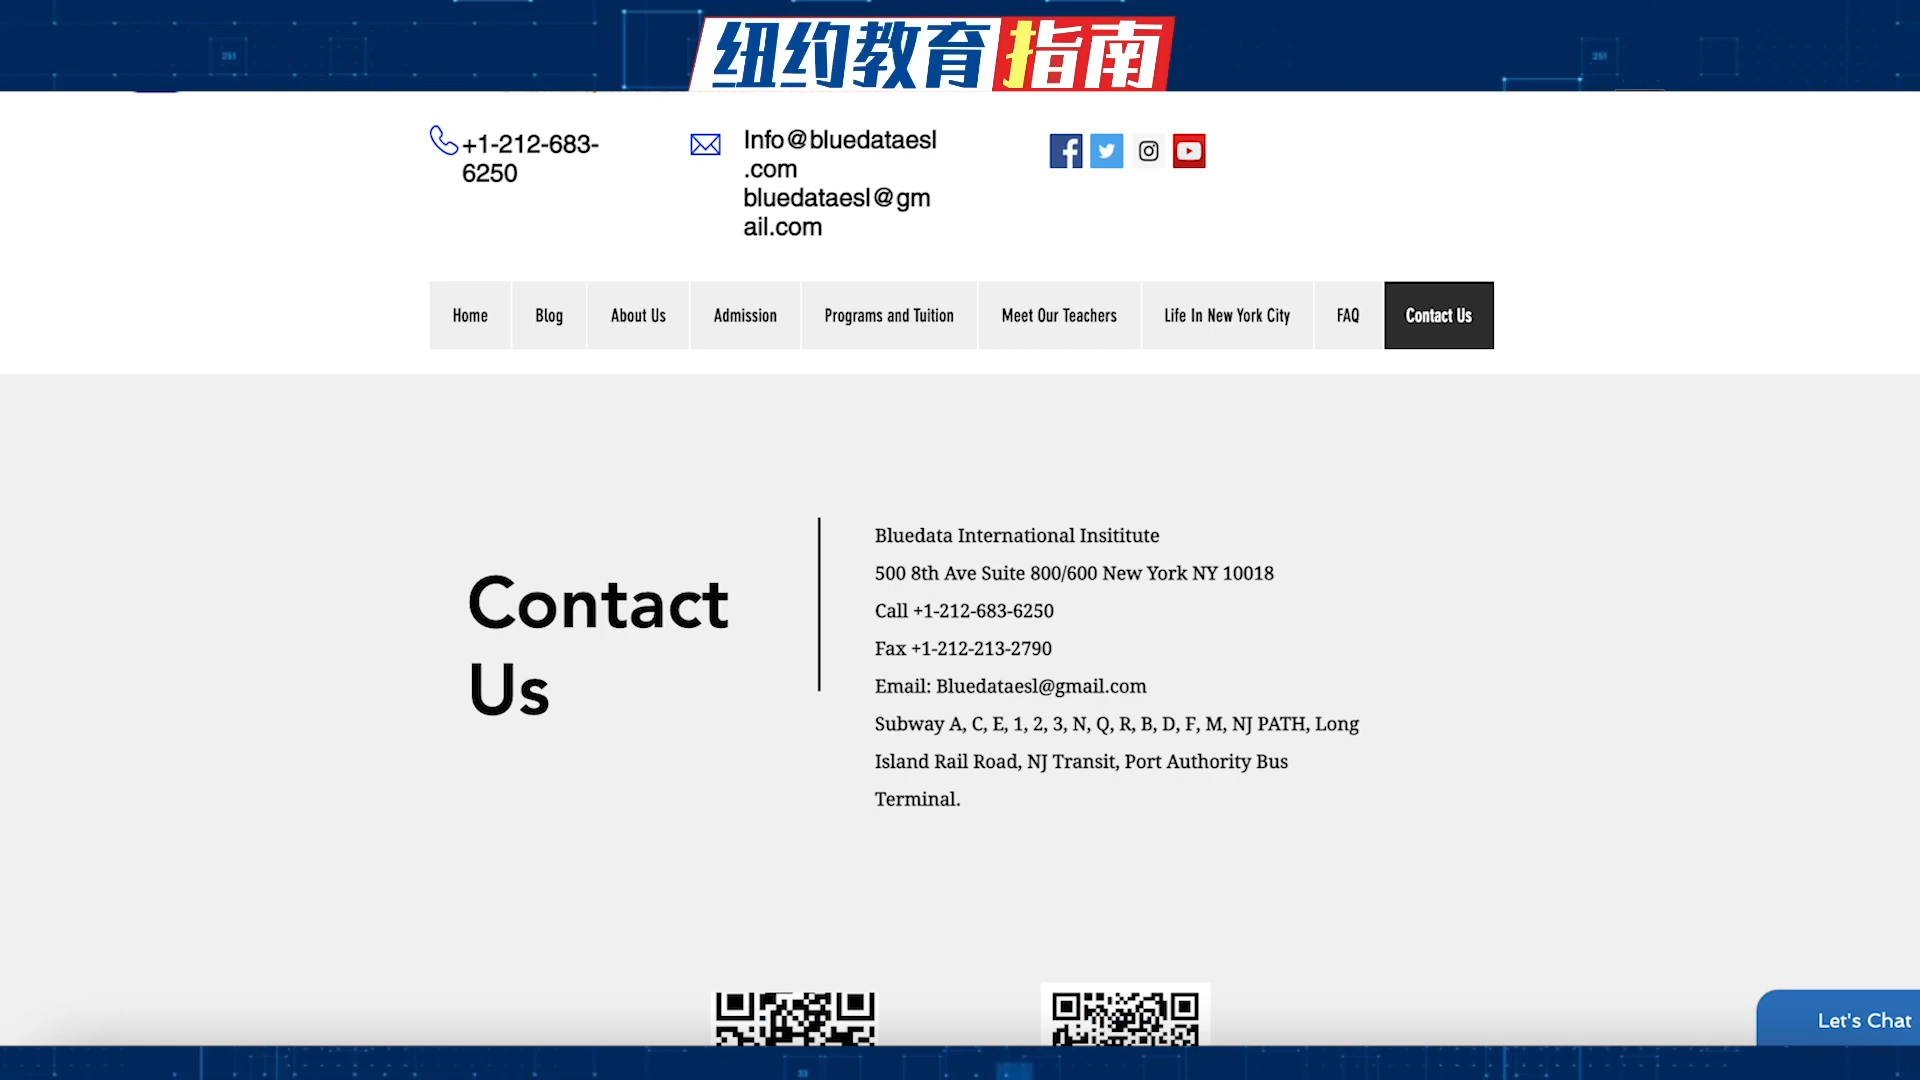 纽约教育指南
251
251
+1-212-683-
6250
Info@bluedataesl
.com
bluedataesl@gm
ail.com
Home
Blog
About Us
Admission
Programs and Tuition
Meet Our Teachers
Life In New York City
FAQ
Contact Us
Contact
Us
Bluedata International Insititute
500 8th Ave Suite 800/600 New York NY 10018
Call +1-212-683-6250
Fax +1-212-213-2790
Email: Bluedataesl@gmail.com
Subway A, C, E, 1, 2, 3, N, Q, R, B, D, F, M, NJ PATH, Long
Island Rail Road, NJ Transit, Port Authority Bus
Terminal.
Let's Chat
33